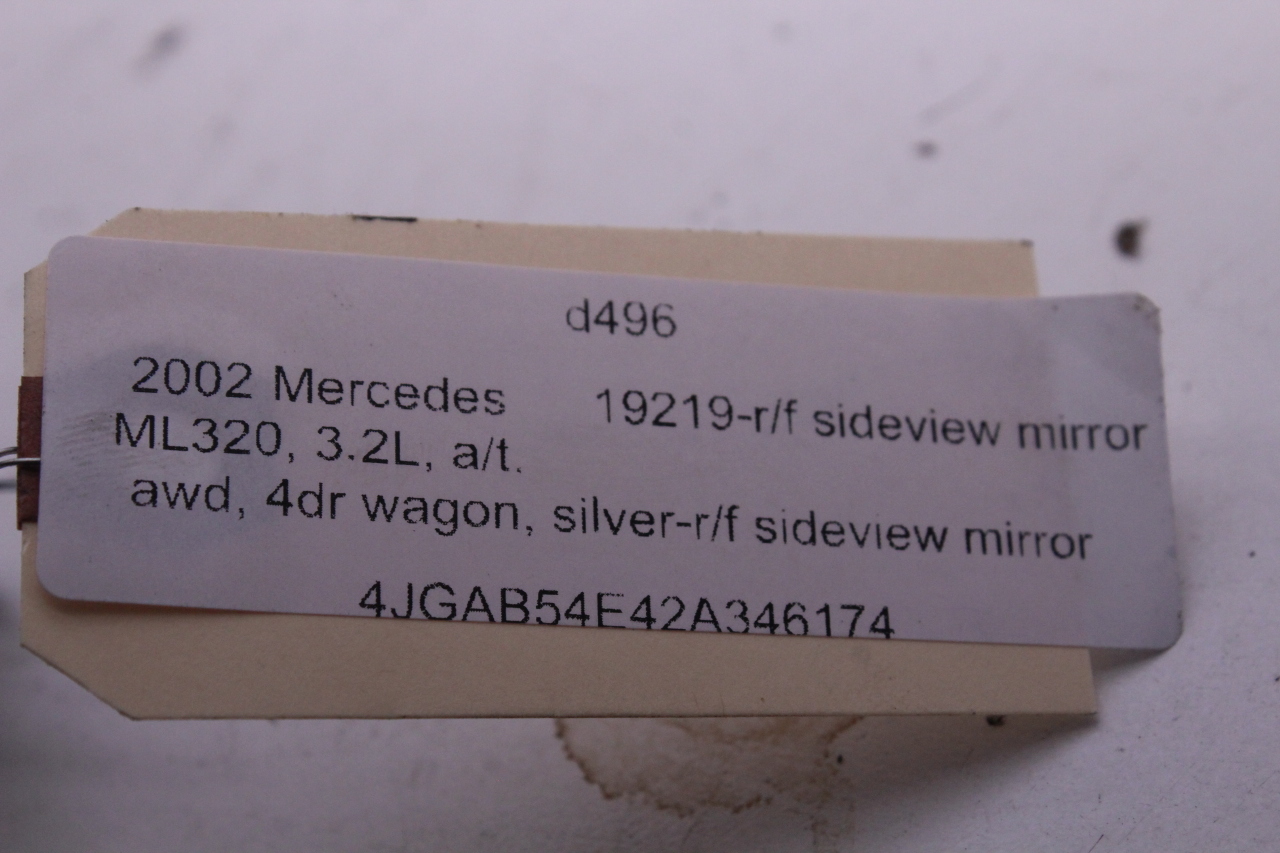 d496
2002 Mercedes 19219-r/f sideview mirror
ML320, 3.2L, a/t.
awd, 4dr wagon, silver-r/f sideview mirror
4JGAB54E42A346174